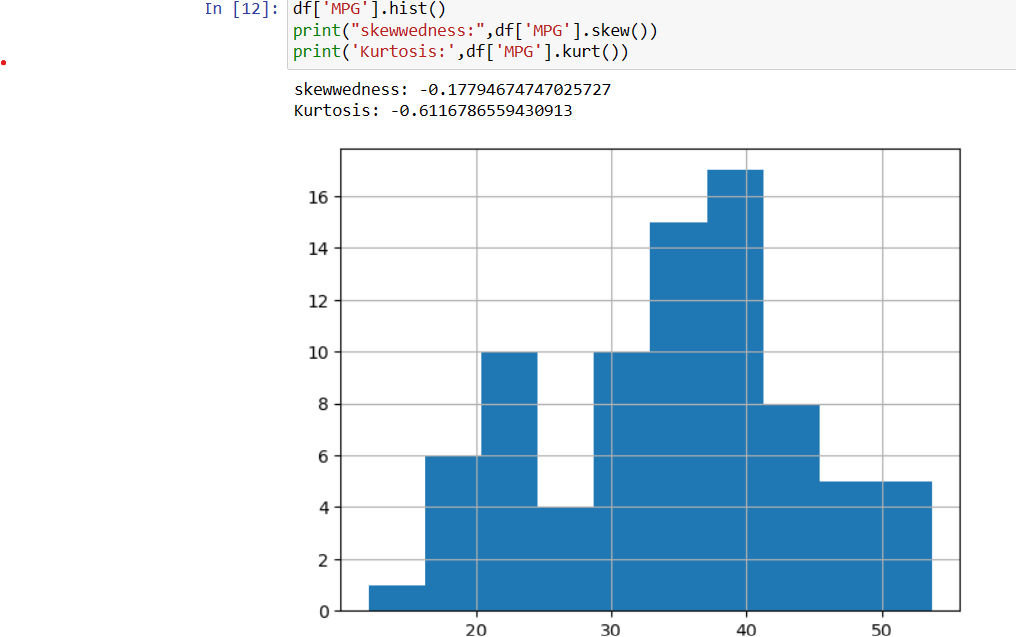 In [12]: df['MPG'].hist()
print("skewwedness:",df['MPG'].skew())
print('Kurtosis:',df['MPG'].kurt())
skewwedness: -0.17794674747025727
Kurtosis: -0.6116786559430913
16
14
12
10
8
6
4
2
0
20 30 40 50